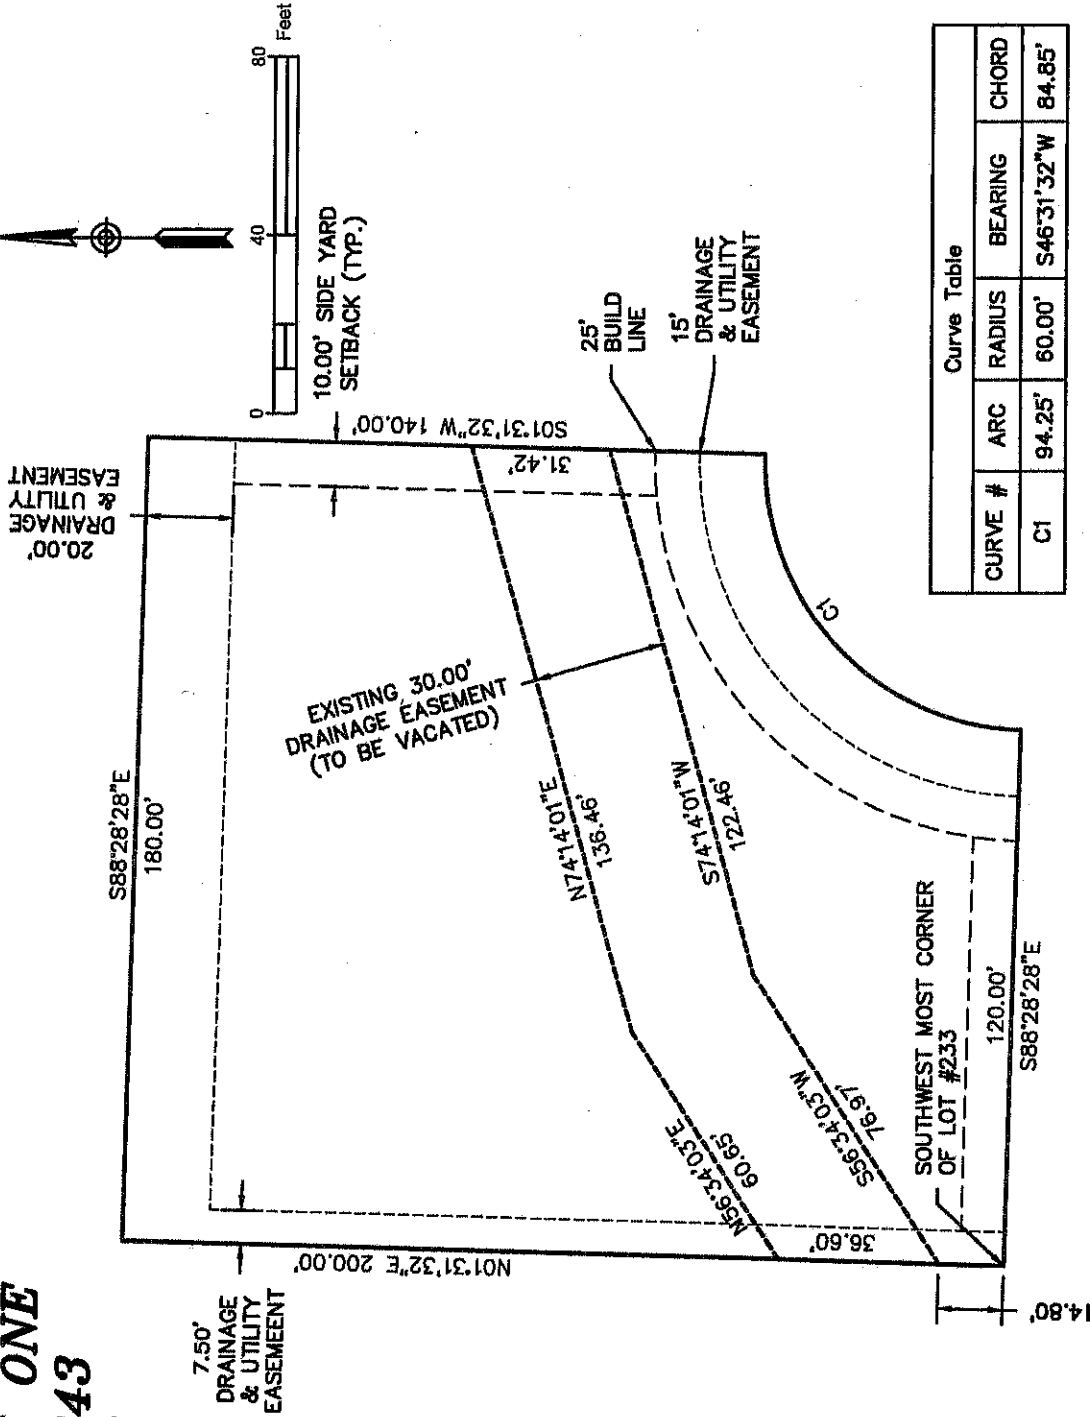 ONE
43
0
40
80
Feet
20.00'
DRAINAGE
& UTILITY
EASEMENT
10.00' SIDE YARD
SETBACK (TYP.)
S88°28'28"E
180.00'
S01°31'32"W 140.00'
31.42'
25'
BUILD
LINE
15'
DRAINAGE
& UTILITY
EASEMENT
EXISTING 30.00'
DRAINAGE EASEMENT
(TO BE VACATED)
N74°14'01"E
136.46'
S74°14'01"W
122.46'
C1
7.50'
DRAINAGE
& UTILITY
EASEMEENT
N01°31'32"E 200.00'
N56°34'03"E
60.65'
S56°34'03"W
76.97'
36.60'
14.80'
SOUTHWEST MOST CORNER
OF LOT #233
120.00'
S88°28'28"E
Curve Table
CURVE # ARC RADIUS BEARING CHORD
C1 94.25' 60.00' S46°31'32"W 84.85'